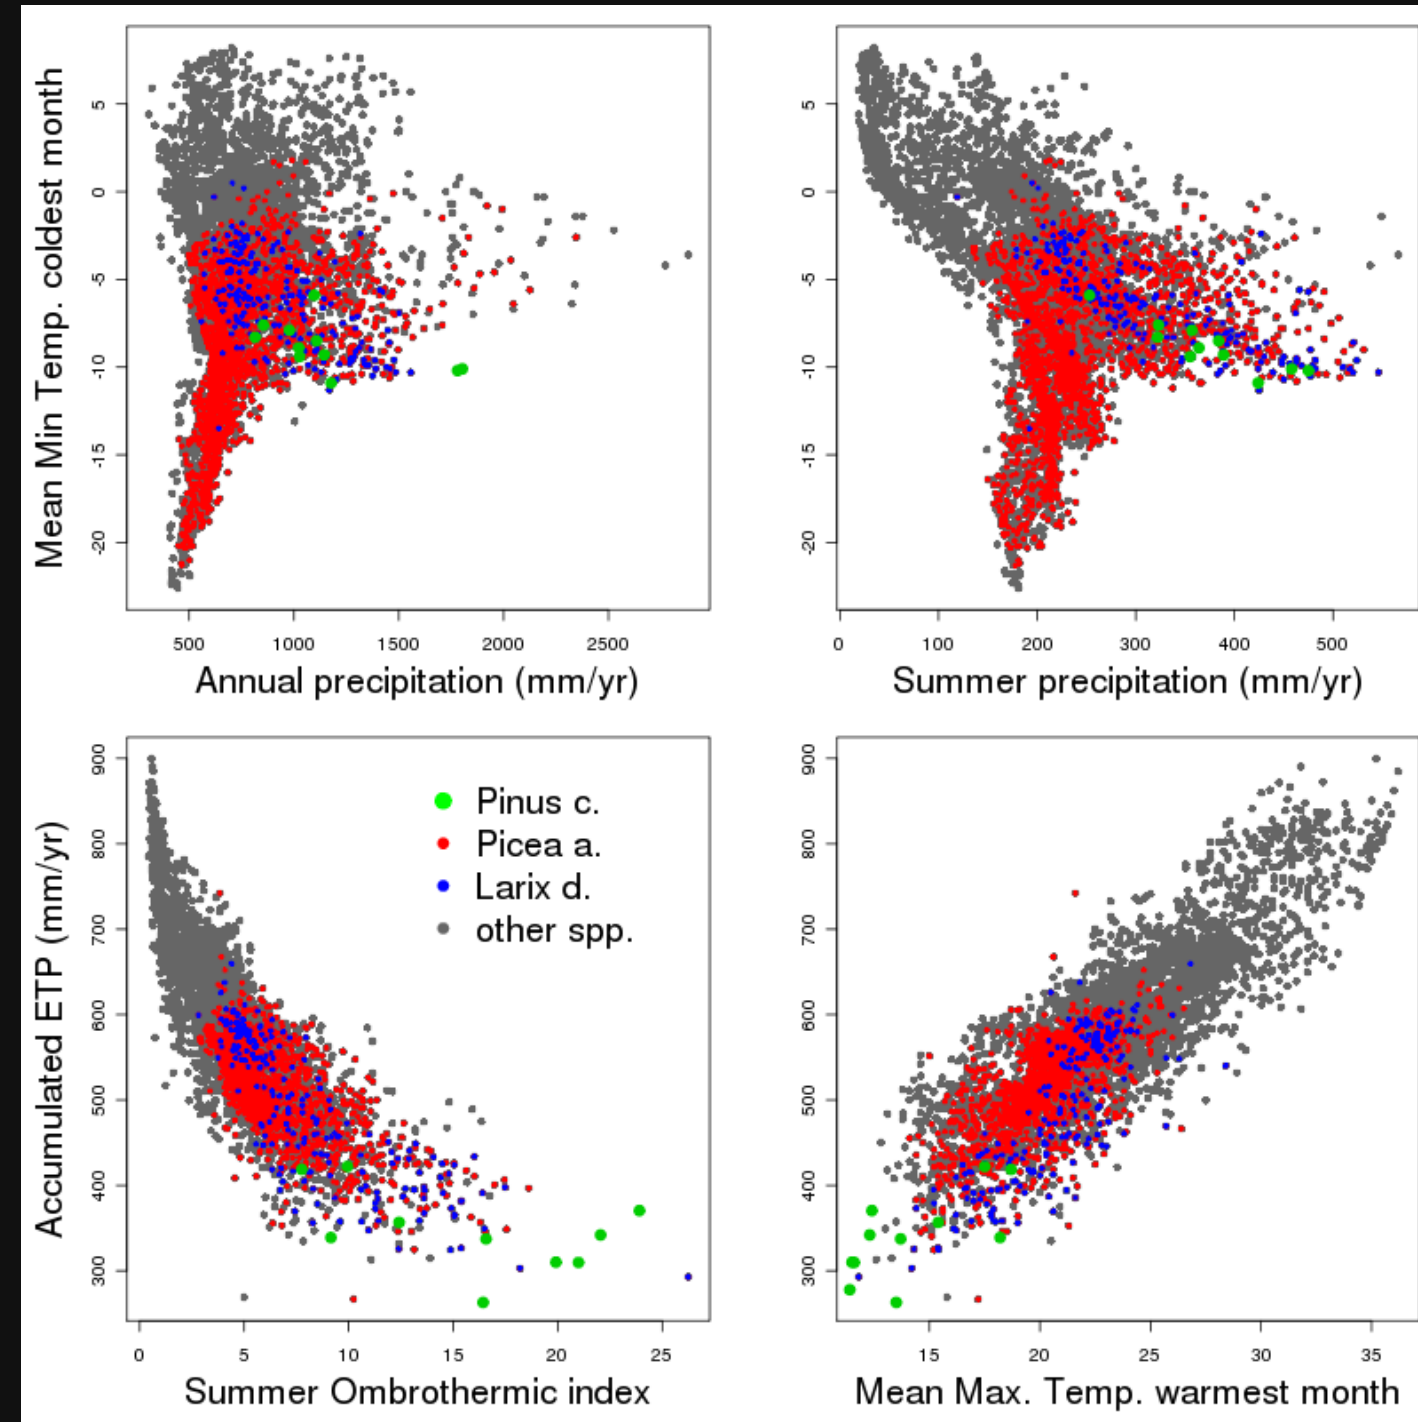 Mean Min Temp. coldest month
5
0
-5
-10
-15
-20
500 1000 1500 2000 2500
Annual precipitation (mm/yr)
5
0
-5
-10
-15
-20
0 100 200 300 400 500
Summer precipitation (mm/yr)
Accumulated ETP (mm/yr)
900
800
700
600
500
400
300
Pinus c.
Picea a.
Larix d.
other spp.
0 5 10 15 20 25
Summer Ombrothermic index
900
800
700
600
500
400
300
15 20 25 30 35
Mean Max. Temp. warmest month